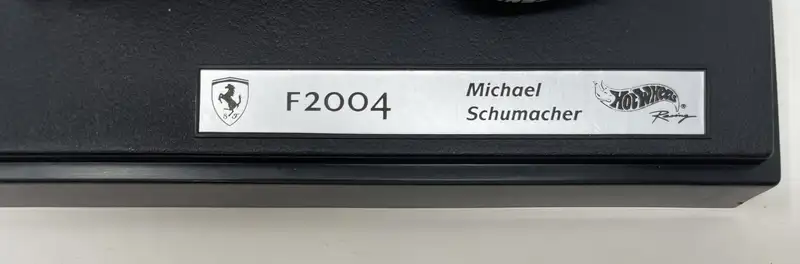 S F
F2004
Michael
Schumacher
Hot Wheels®
Racing